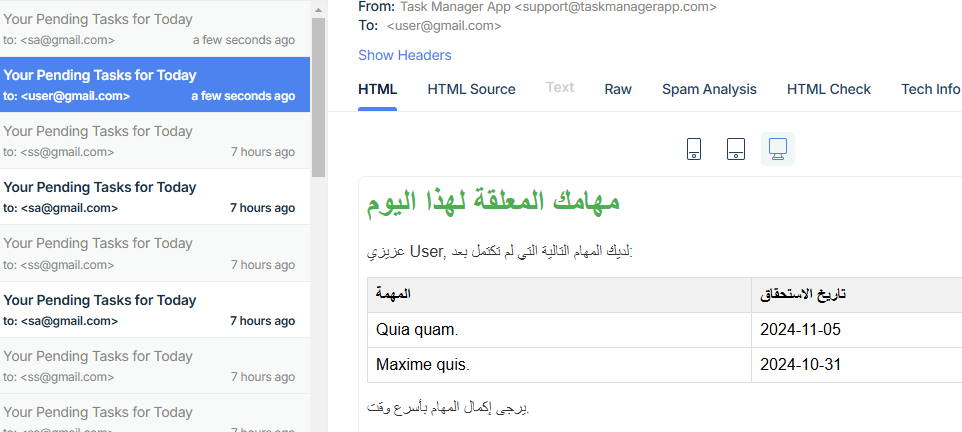 Your Pending Tasks for Today
to: <sa@gmail.com> a few seconds ago
Your Pending Tasks for Today
to: <user@gmail.com> a few seconds ago
Your Pending Tasks for Today
to: <ss@gmail.com> 7 hours ago
Your Pending Tasks for Today
to: <sa@gmail.com> 7 hours ago
Your Pending Tasks for Today
to: <ss@gmail.com> 7 hours ago
Your Pending Tasks for Today
to: <sa@gmail.com> 7 hours ago
Your Pending Tasks for Today
to: <ss@gmail.com> 7 hours ago
Your Pending Tasks for Today
to: <sa@gmail.com> 7 hours ago
From: Task Manager App <support@taskmanagerapp.com>
To: <user@gmail.com>
Show Headers
HTML HTML Source Text Raw Spam Analysis HTML Check Tech Info
مهامك المعلقة لهذا اليوم
عزيزي User, لديك المهام التالية التي لم تكتمل بعد:
المهمة تاريخ الاستحقاق
Quia quam. 2024-11-05
Maxime quis. 2024-10-31
يرجى إكمال المهام بأسرع وقت.